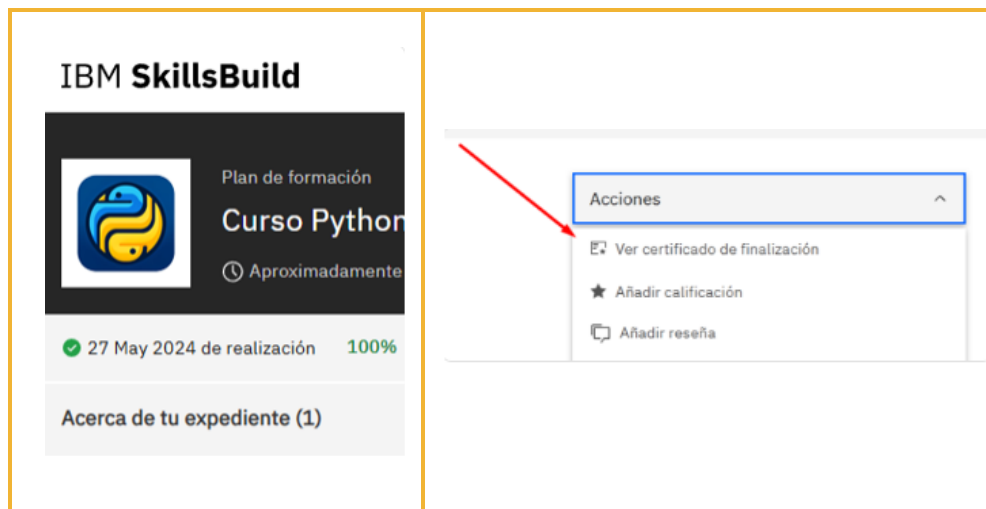 IBM SkillsBuild
Plan de formación
Curso Python
Aproximadamente
27 May 2024 de realización 100%
Acerca de tu expediente (1)
Acciones
Ver certificado de finalización
Añadir calificación
Añadir reseña